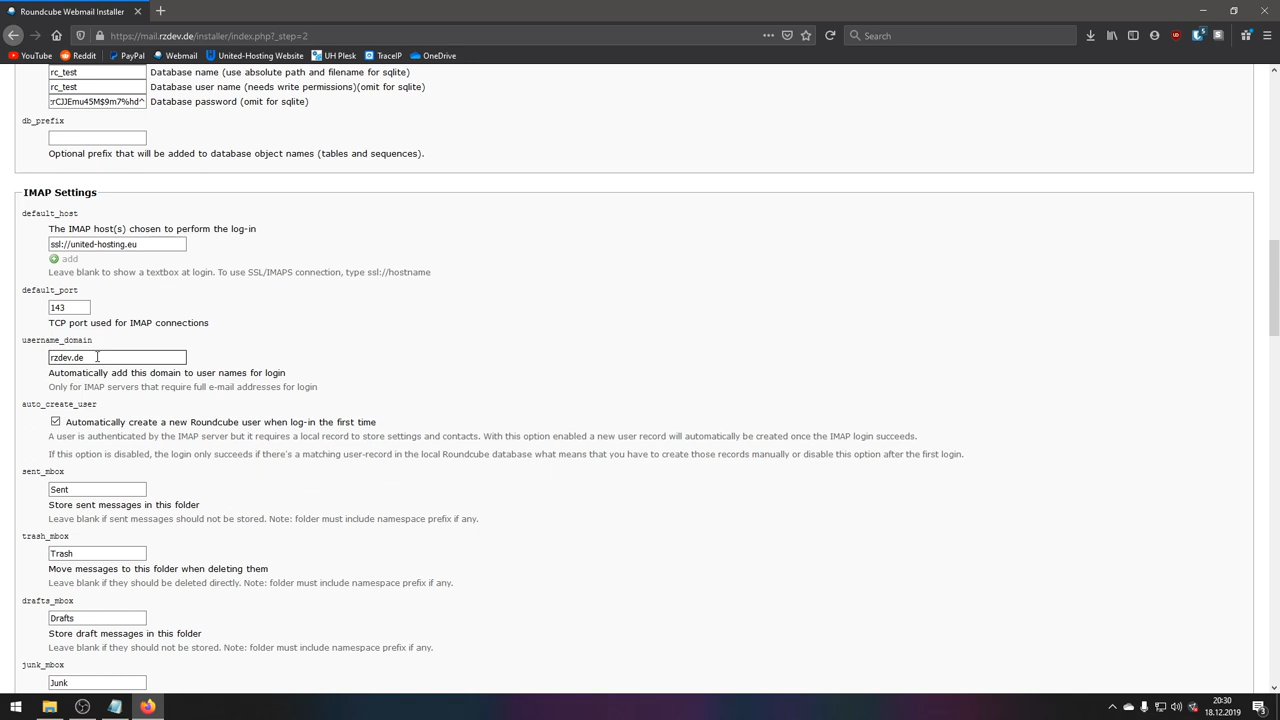 Roundcube Webmail Installer
https://mail.rzdev.de/installer/index.php?_step=2
Search
YouTube Reddit PayPal Webmail United-Hosting Website UH Plesk TraceIP OneDrive
rc_test Database name (use absolute path and filename for sqlite)
rc_test Database user name (needs write permissions)(omit for sqlite)
:rCJJEmu45M$9m7%hd^ Database password (omit for sqlite)
db_prefix
Optional prefix that will be added to database object names (tables and sequences).
IMAP Settings
default_host
The IMAP host(s) chosen to perform the log-in
ssl://united-hosting.eu
add
Leave blank to show a textbox at login. To use SSL/IMAPS connection, type ssl://hostname
default_port
143
TCP port used for IMAP connections
username_domain
rzdev.de
Automatically add this domain to user names for login
Only for IMAP servers that require full e-mail addresses for login
auto_create_user
Automatically create a new Roundcube user when log-in the first time
A user is authenticated by the IMAP server but it requires a local record to store settings and contacts. With this option enabled a new user record will automatically be created once the IMAP login succeeds.
If this option is disabled, the login only succeeds if there's a matching user-record in the local Roundcube database what means that you have to create those records manually or disable this option after the first login.
sent_mbox
Sent
Store sent messages in this folder
Leave blank if sent messages should not be stored. Note: folder must include namespace prefix if any.
trash_mbox
Trash
Move messages to this folder when deleting them
Leave blank if they should be deleted directly. Note: folder must include namespace prefix if any.
drafts_mbox
Drafts
Store draft messages in this folder
Leave blank if they should not be stored. Note: folder must include namespace prefix if any.
junk_mbox
Junk
20:30
18.12.2019